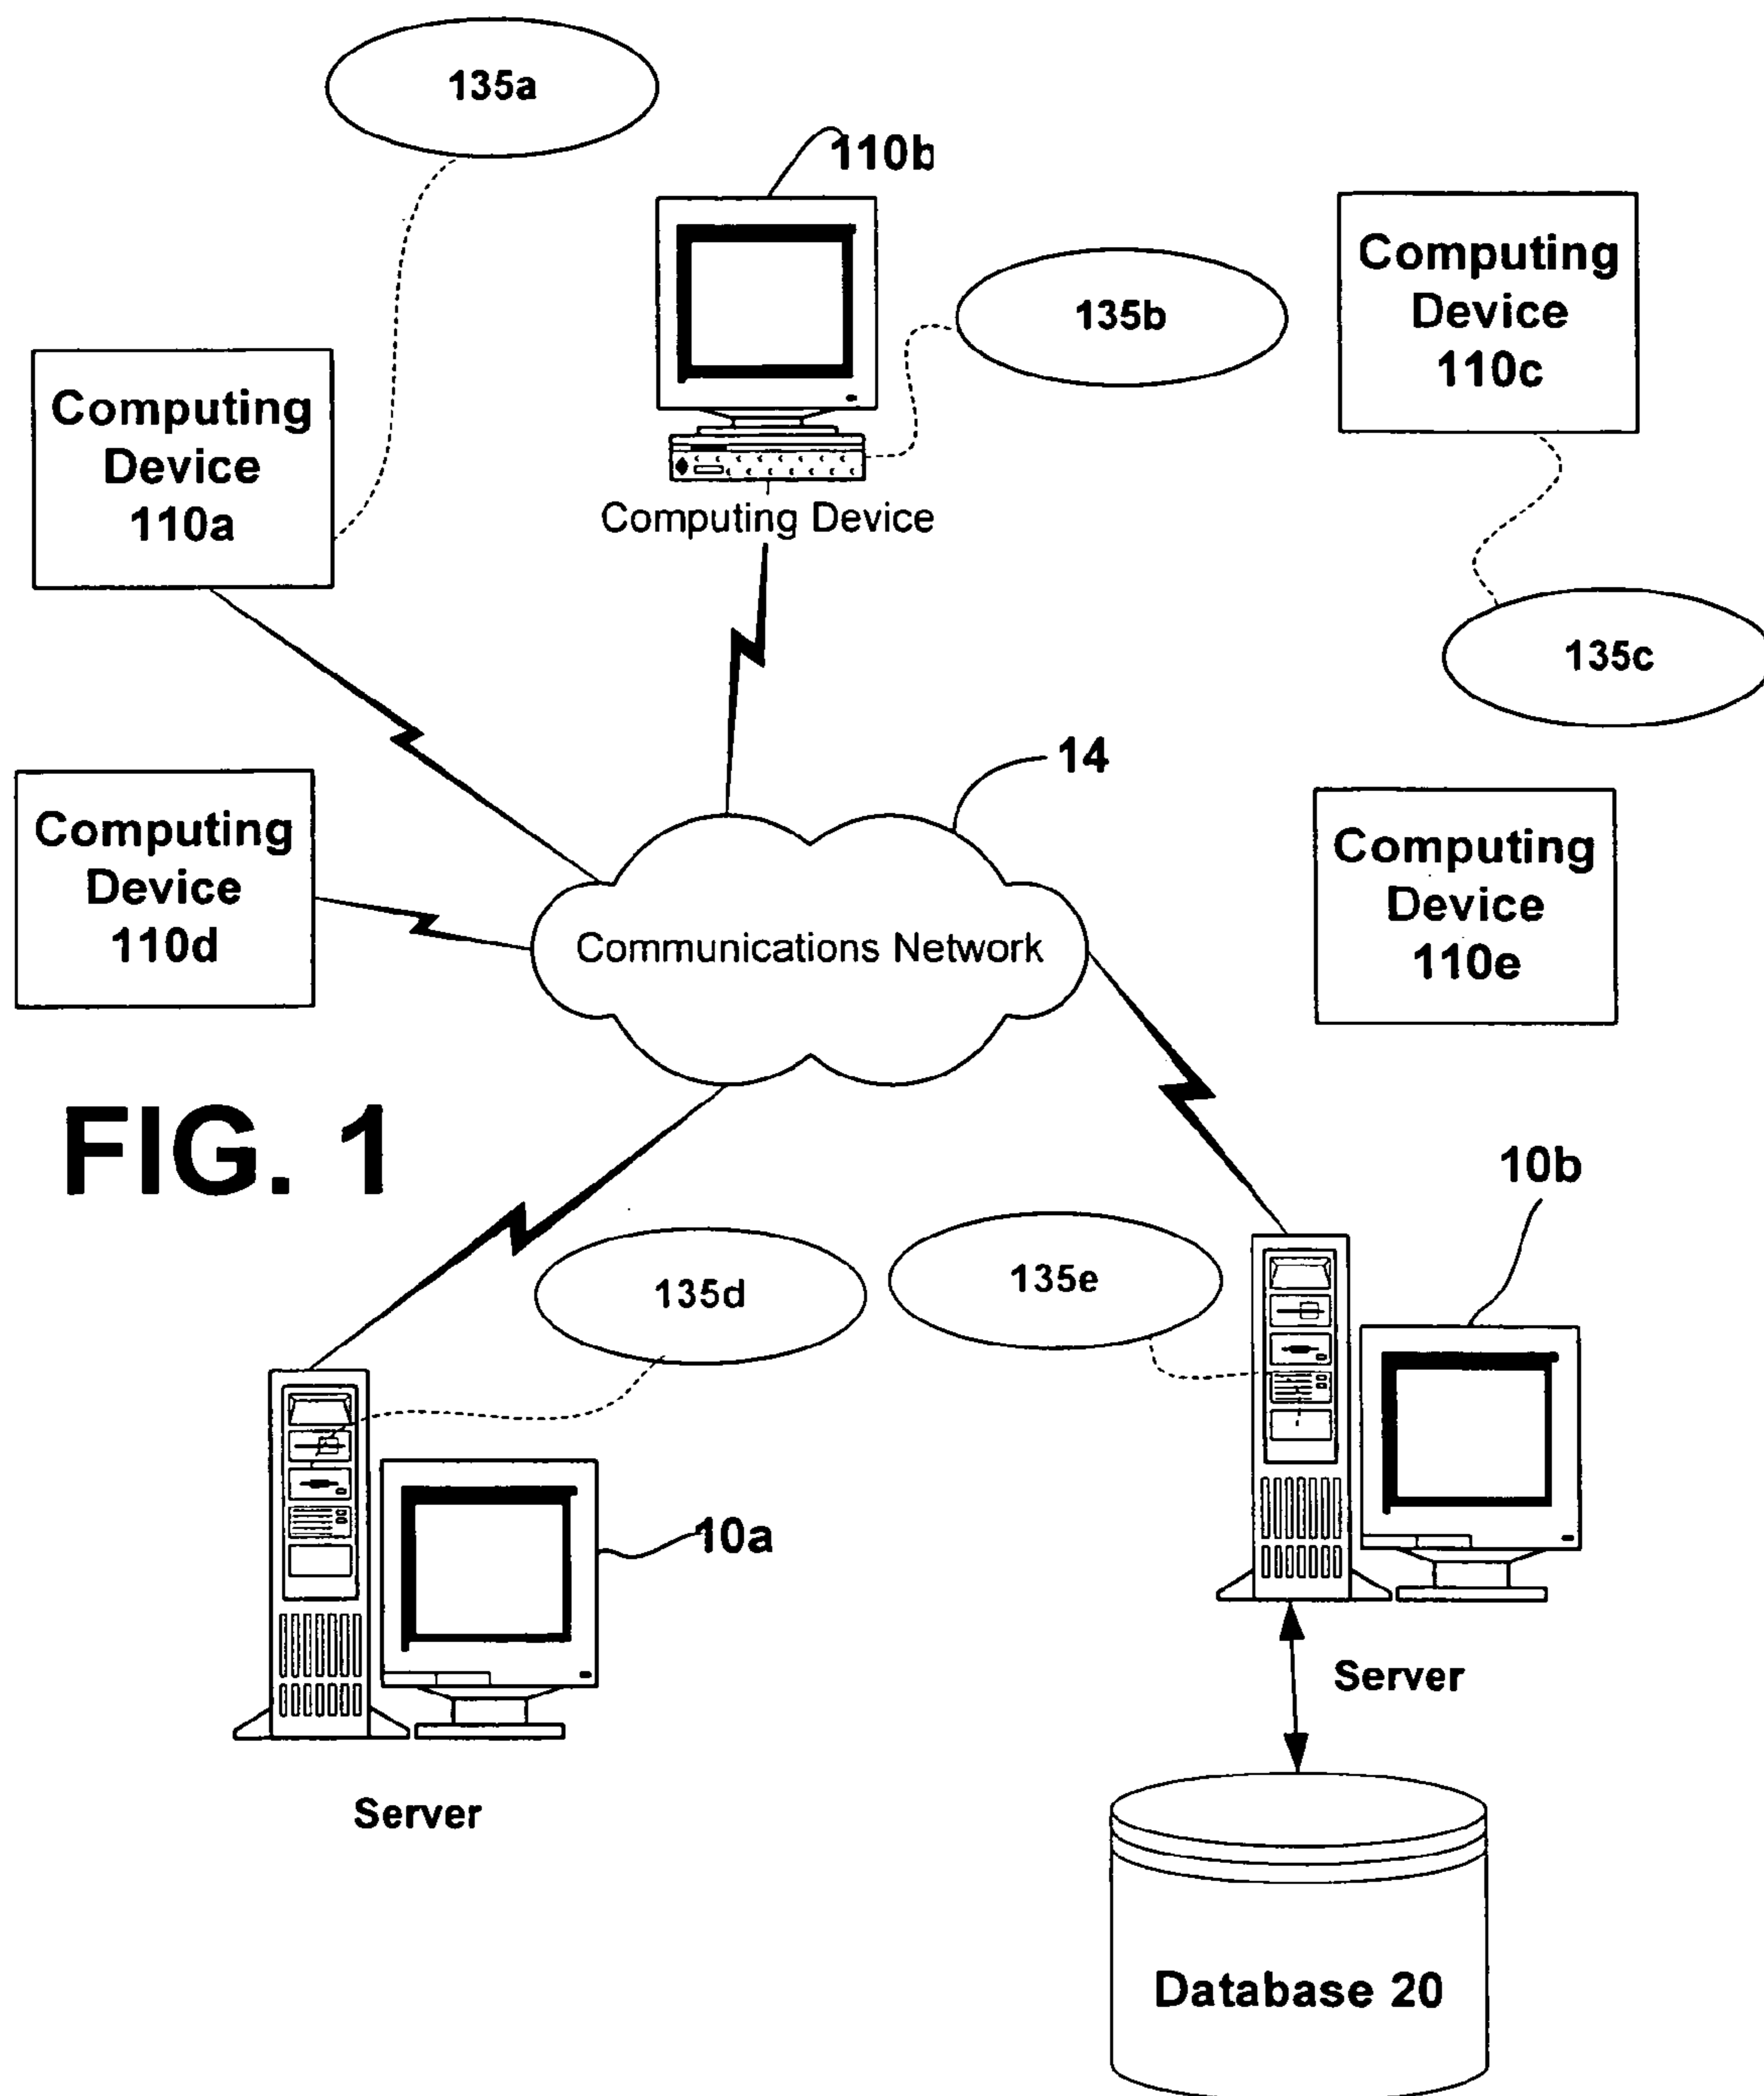 135a
110b
135b
Computing
Device
110c
Computing
Device
110a
Computing Device
135c
14
Computing
Device
110d
Communications Network
Computing
Device
110e
FIG. 1
10b
135d
135e
10a
Server
Server
Database 20